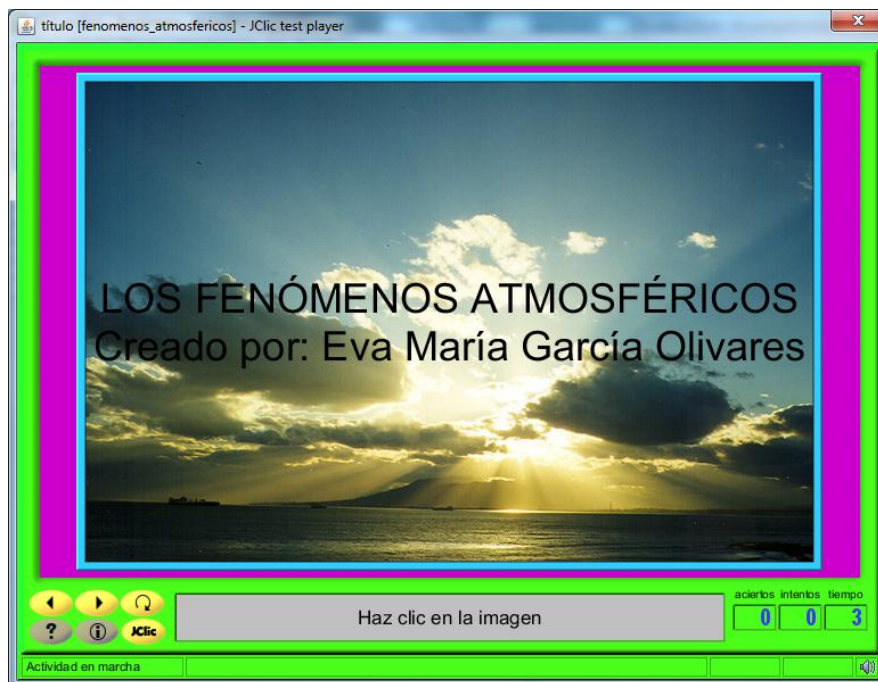 título [fenomenos_atmosfericos] - JClic test player
LOS FENÓMENOS ATMOSFÉRICOS
Creado por: Eva María García Olivares
?
i
JClic
Haz clic en la imagen
aciertos intentos tiempo
0 0 3
Actividad en marcha